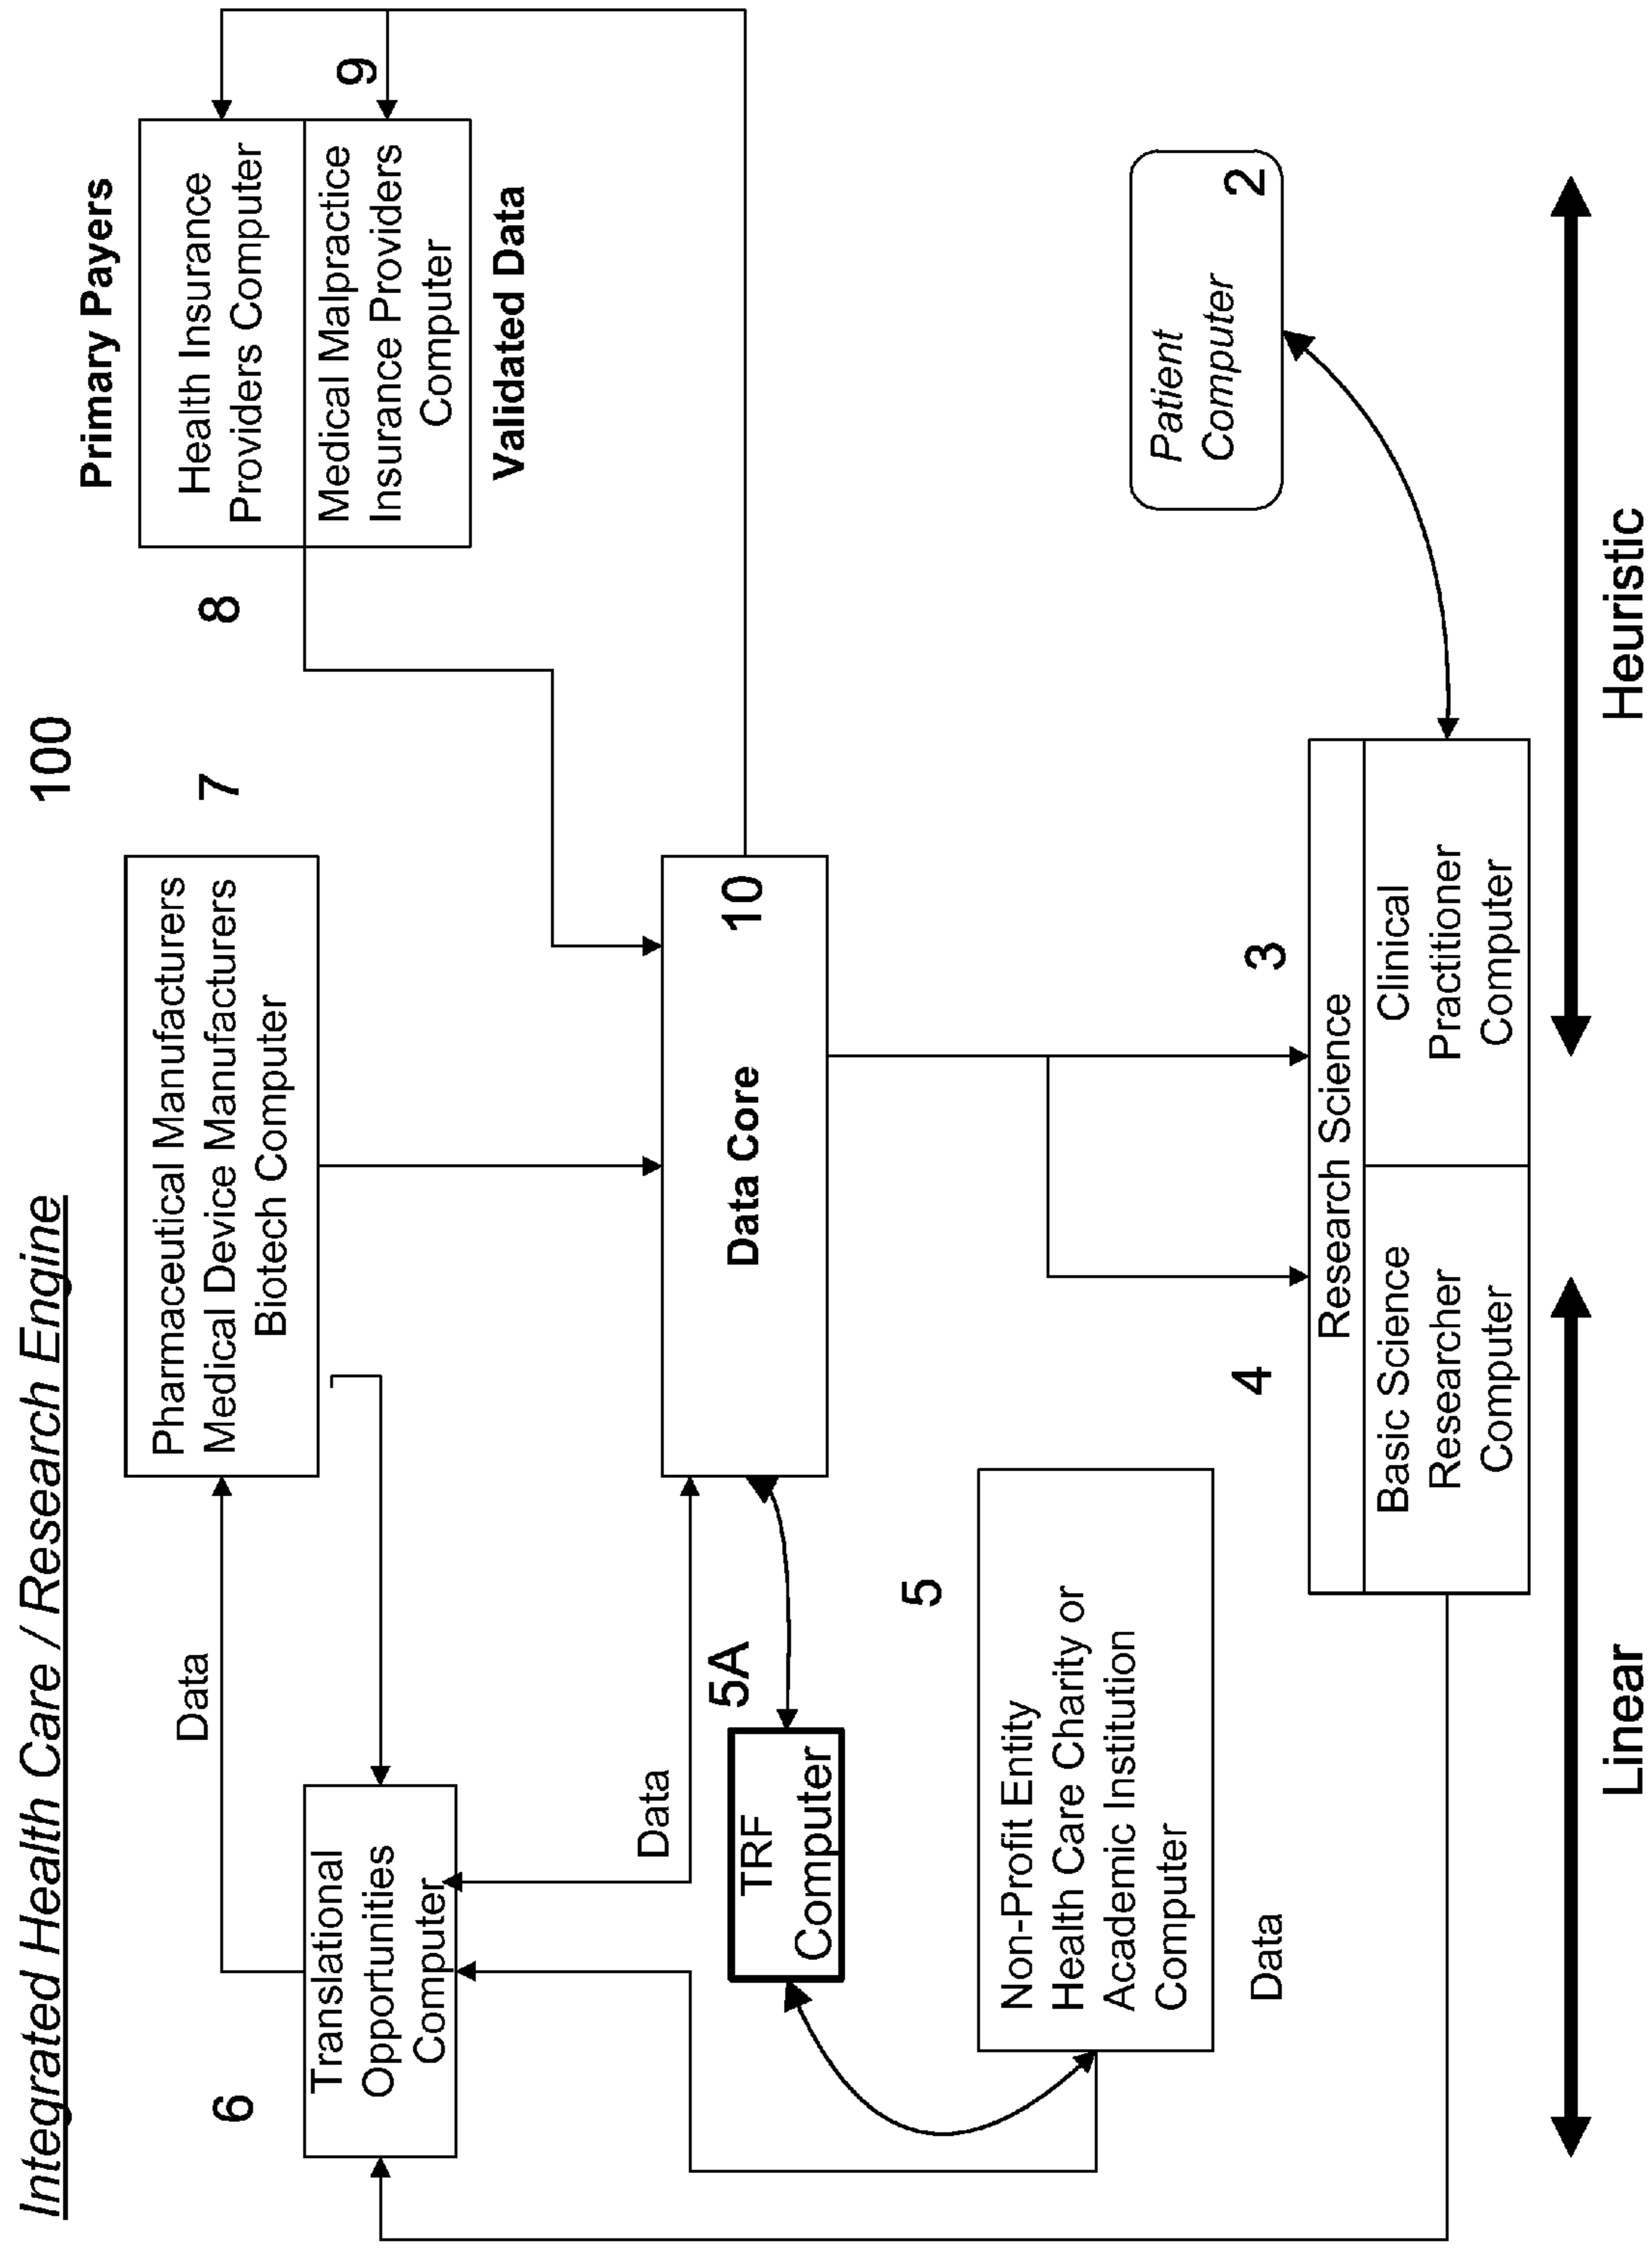 Integrated Health Care / Research Engine
100
Primary Payers
Pharmaceutical Manufacturers
Medical Device Manufacturers
Biotech Computer
7
8
Health Insurance
Providers Computer
9
Medical Malpractice
Insurance Providers
Computer
Validated Data
Data
6
Translational
Opportunities
Computer
Data
5A
TRF
Computer
Data Core
10
5
Non-Profit Entity
Health Care Charity or
Academic Institution
Computer
Data
Patient
Computer
2
4
3
Research Science
Basic Science
Researcher
Computer
Clinical
Practitioner
Computer
Linear
Heuristic